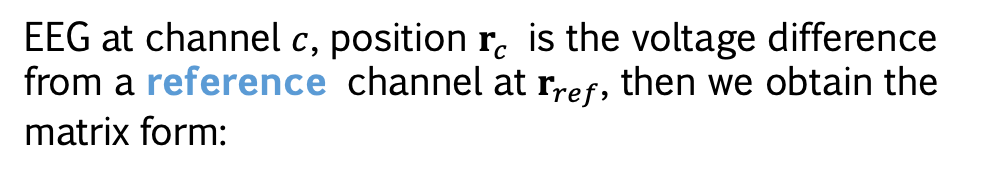 EEG at channel c, position r_c is the voltage difference
from a reference channel at r_ref, then we obtain the
matrix form: